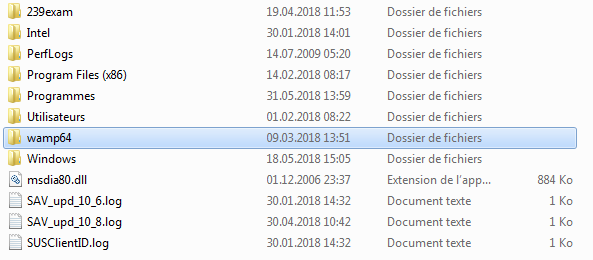 239exam 19.04.2018 11:53 Dossier de fichiers
Intel 30.01.2018 14:01 Dossier de fichiers
PerfLogs 14.07.2009 05:20 Dossier de fichiers
Program Files (x86) 14.02.2018 08:17 Dossier de fichiers
Programmes 31.05.2018 13:59 Dossier de fichiers
Utilisateurs 01.02.2018 08:22 Dossier de fichiers
wamp64 09.03.2018 13:51 Dossier de fichiers
Windows 18.05.2018 15:05 Dossier de fichiers
msdia80.dll 01.12.2006 23:37 Extension de l'app... 884 Ko
SAV_upd_10_6.log 30.01.2018 14:32 Document texte 1 Ko
SAV_upd_10_8.log 30.04.2018 10:42 Document texte 1 Ko
SUSClientID.log 30.01.2018 14:32 Document texte 1 Ko